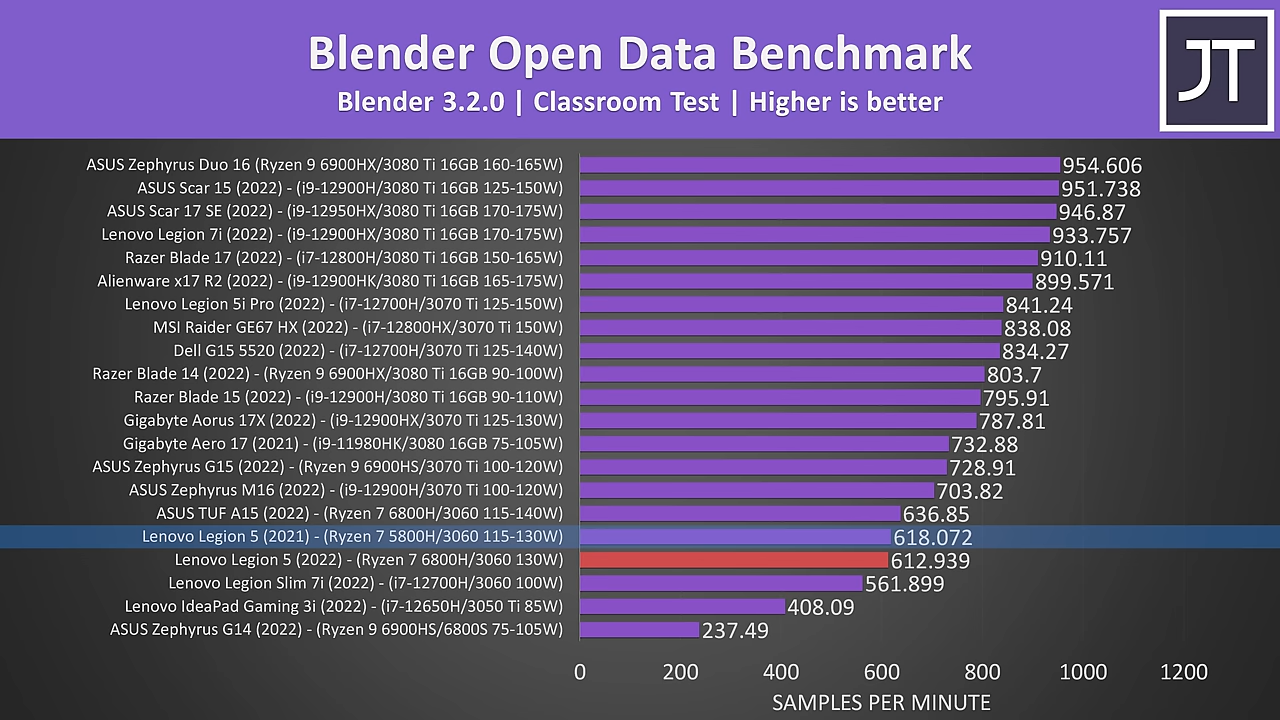 Blender Open Data Benchmark
Blender 3.2.0 | Classroom Test | Higher is better
JT
ASUS Zephyrus Duo 16 (Ryzen 9 6900HX/3080 Ti 16GB 160-165W) 954.606
ASUS Scar 15 (2022) - (i9-12900H/3080 Ti 16GB 125-150W) 951.738
ASUS Scar 17 SE (2022) - (i9-12950HX/3080 Ti 16GB 170-175W) 946.87
Lenovo Legion 7i (2022) - (i9-12900HX/3080 Ti 16GB 170-175W) 933.757
Razer Blade 17 (2022) - (i7-12800H/3080 Ti 16GB 150-165W) 910.11
Alienware x17 R2 (2022) - (i9-12900HK/3080 Ti 16GB 165-175W) 899.571
Lenovo Legion 5i Pro (2022) - (i7-12700H/3070 Ti 125-150W) 841.24
MSI Raider GE67 HX (2022) - (i7-12800HX/3070 Ti 150W) 838.08
Dell G15 5520 (2022) - (i7-12700H/3070 Ti 125-140W) 834.27
Razer Blade 14 (2022) - (Ryzen 9 6900HX/3080 Ti 16GB 90-100W) 803.7
Razer Blade 15 (2022) - (i9-12900H/3080 Ti 16GB 90-110W) 795.91
Gigabyte Aorus 17X (2022) - (i9-12900HX/3070 Ti 125-130W) 787.81
Gigabyte Aero 17 (2021) - (i9-11980HK/3080 16GB 75-105W) 732.88
ASUS Zephyrus G15 (2022) - (Ryzen 9 6900HS/3070 Ti 100-120W) 728.91
ASUS Zephyrus M16 (2022) - (i9-12900H/3070 Ti 100-120W) 703.82
ASUS TUF A15 (2022) - (Ryzen 7 6800H/3060 115-140W) 636.85
Lenovo Legion 5 (2021) - (Ryzen 7 5800H/3060 115-130W) 618.072
Lenovo Legion 5 (2022) - (Ryzen 7 6800H/3060 130W) 612.939
Lenovo Legion Slim 7i (2022) - (i7-12700H/3060 100W) 561.899
Lenovo IdeaPad Gaming 3i (2022) - (i7-12650H/3050 Ti 85W) 408.09
ASUS Zephyrus G14 (2022) - (Ryzen 9 6900HS/6800S 75-105W) 237.49
0 200 400 600 800 1000 1200
SAMPLES PER MINUTE